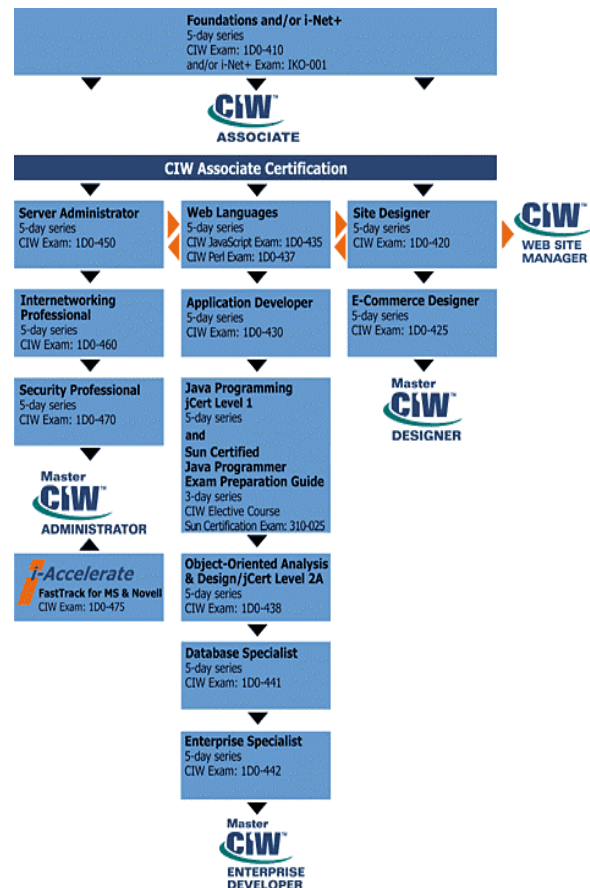 Foundations and/or i-Net+
5-day series
CIW Exam: 1D0-410
and/or i-Net+ Exam: IKO-001
CIW™
ASSOCIATE
CIW Associate Certification
Server Administrator
5-day series
CIW Exam: 1D0-450
Internetworking
Professional
5-day series
CIW Exam: 1D0-460
Security Professional
5-day series
CIW Exam: 1D0-470
Master
CIW™
ADMINISTRATOR
i-Accelerate
FastTrack for MS & Novell
CIW Exam: 1D0-475
Web Languages
5-day series
CIW JavaScript Exam: 1D0-435
CIW Perl Exam: 1D0-437
Application Developer
5-day series
CIW Exam: 1D0-430
Java Programming
jCert Level 1
5-day series
and
Sun Certified
Java Programmer
Exam Preparation Guide
3-day series
CIW Elective Course
Sun Certification Exam: 310-025
Object-Oriented Analysis
& Design/jCert Level 2A
5-day series
CIW Exam: 1D0-438
Database Specialist
5-day series
CIW Exam: 1D0-441
Enterprise Specialist
5-day series
CIW Exam: 1D0-442
Master
CIW™
ENTERPRISE
DEVELOPER
Site Designer
5-day series
CIW Exam: 1D0-420
CIW™
WEB SITE
MANAGER
E-Commerce Designer
5-day series
CIW Exam: 1D0-425
Master
CIW™
DESIGNER